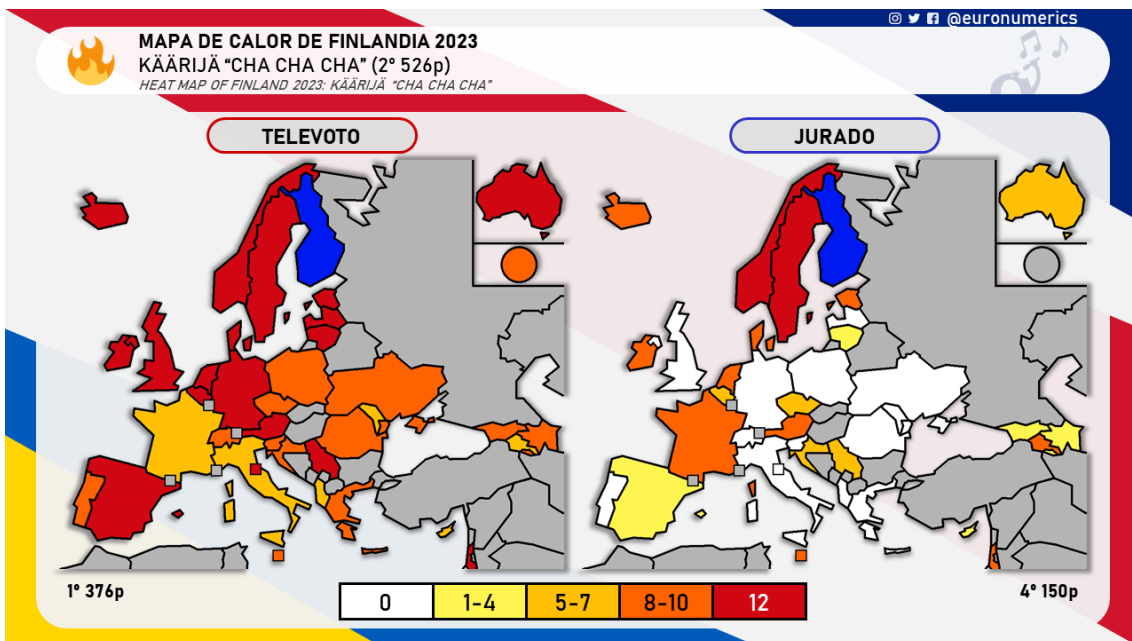 @euronumerics
MAPA DE CALOR DE FINLANDIA 2023
KÄÄRIJÄ “CHA CHA CHA” (2º 526p)
HEAT MAP OF FINLAND 2023: KÄÄRIJÄ “CHA CHA CHA”
TELEVOTO
JURADO
1º 376p
4º 150p
0
1-4
5-7
8-10
12